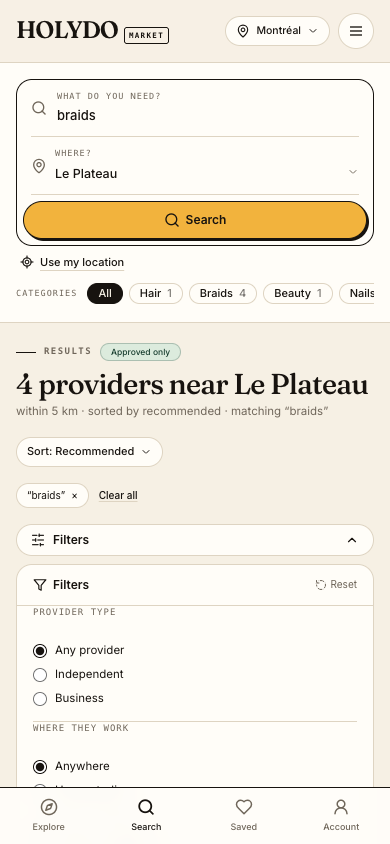 HOLYDO MARKET
Montréal
WHAT DO YOU NEED?
braids
WHERE?
Le Plateau
Search
Use my location
CATEGORIES All Hair 1 Braids 4 Beauty 1 Nails
RESULTS Approved only
4 providers near Le Plateau
within 5 km · sorted by recommended · matching “braids”
Sort: Recommended
“braids” × Clear all
Filters
Filters Reset
PROVIDER TYPE
Any provider
Independent
Business
WHERE THEY WORK
Anywhere
Explore Search Saved Account